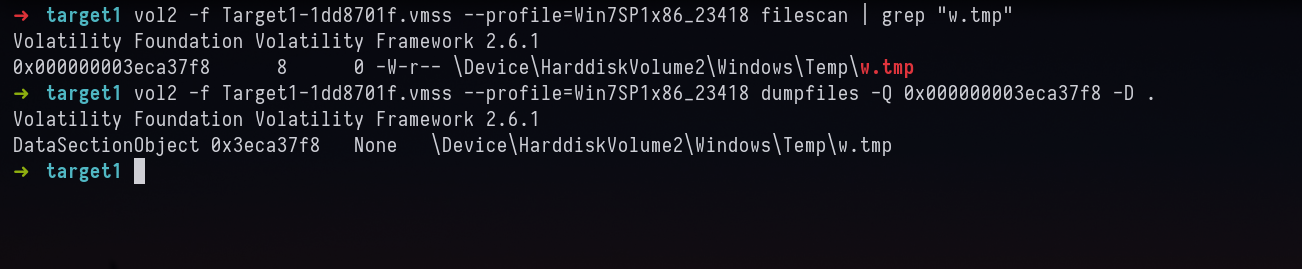 → target1 vol2 -f Target1-1dd8701f.vmss --profile=Win7SP1x86_23418 filescan | grep "w.tmp"
Volatility Foundation Volatility Framework 2.6.1
0x000000003eca37f8      8      0 -W-r-- \Device\HarddiskVolume2\Windows\Temp\w.tmp
→ target1 vol2 -f Target1-1dd8701f.vmss --profile=Win7SP1x86_23418 dumpfiles -Q 0x000000003eca37f8 -D .
Volatility Foundation Volatility Framework 2.6.1
DataSectionObject 0x3eca37f8   None   \Device\HarddiskVolume2\Windows\Temp\w.tmp
→ target1